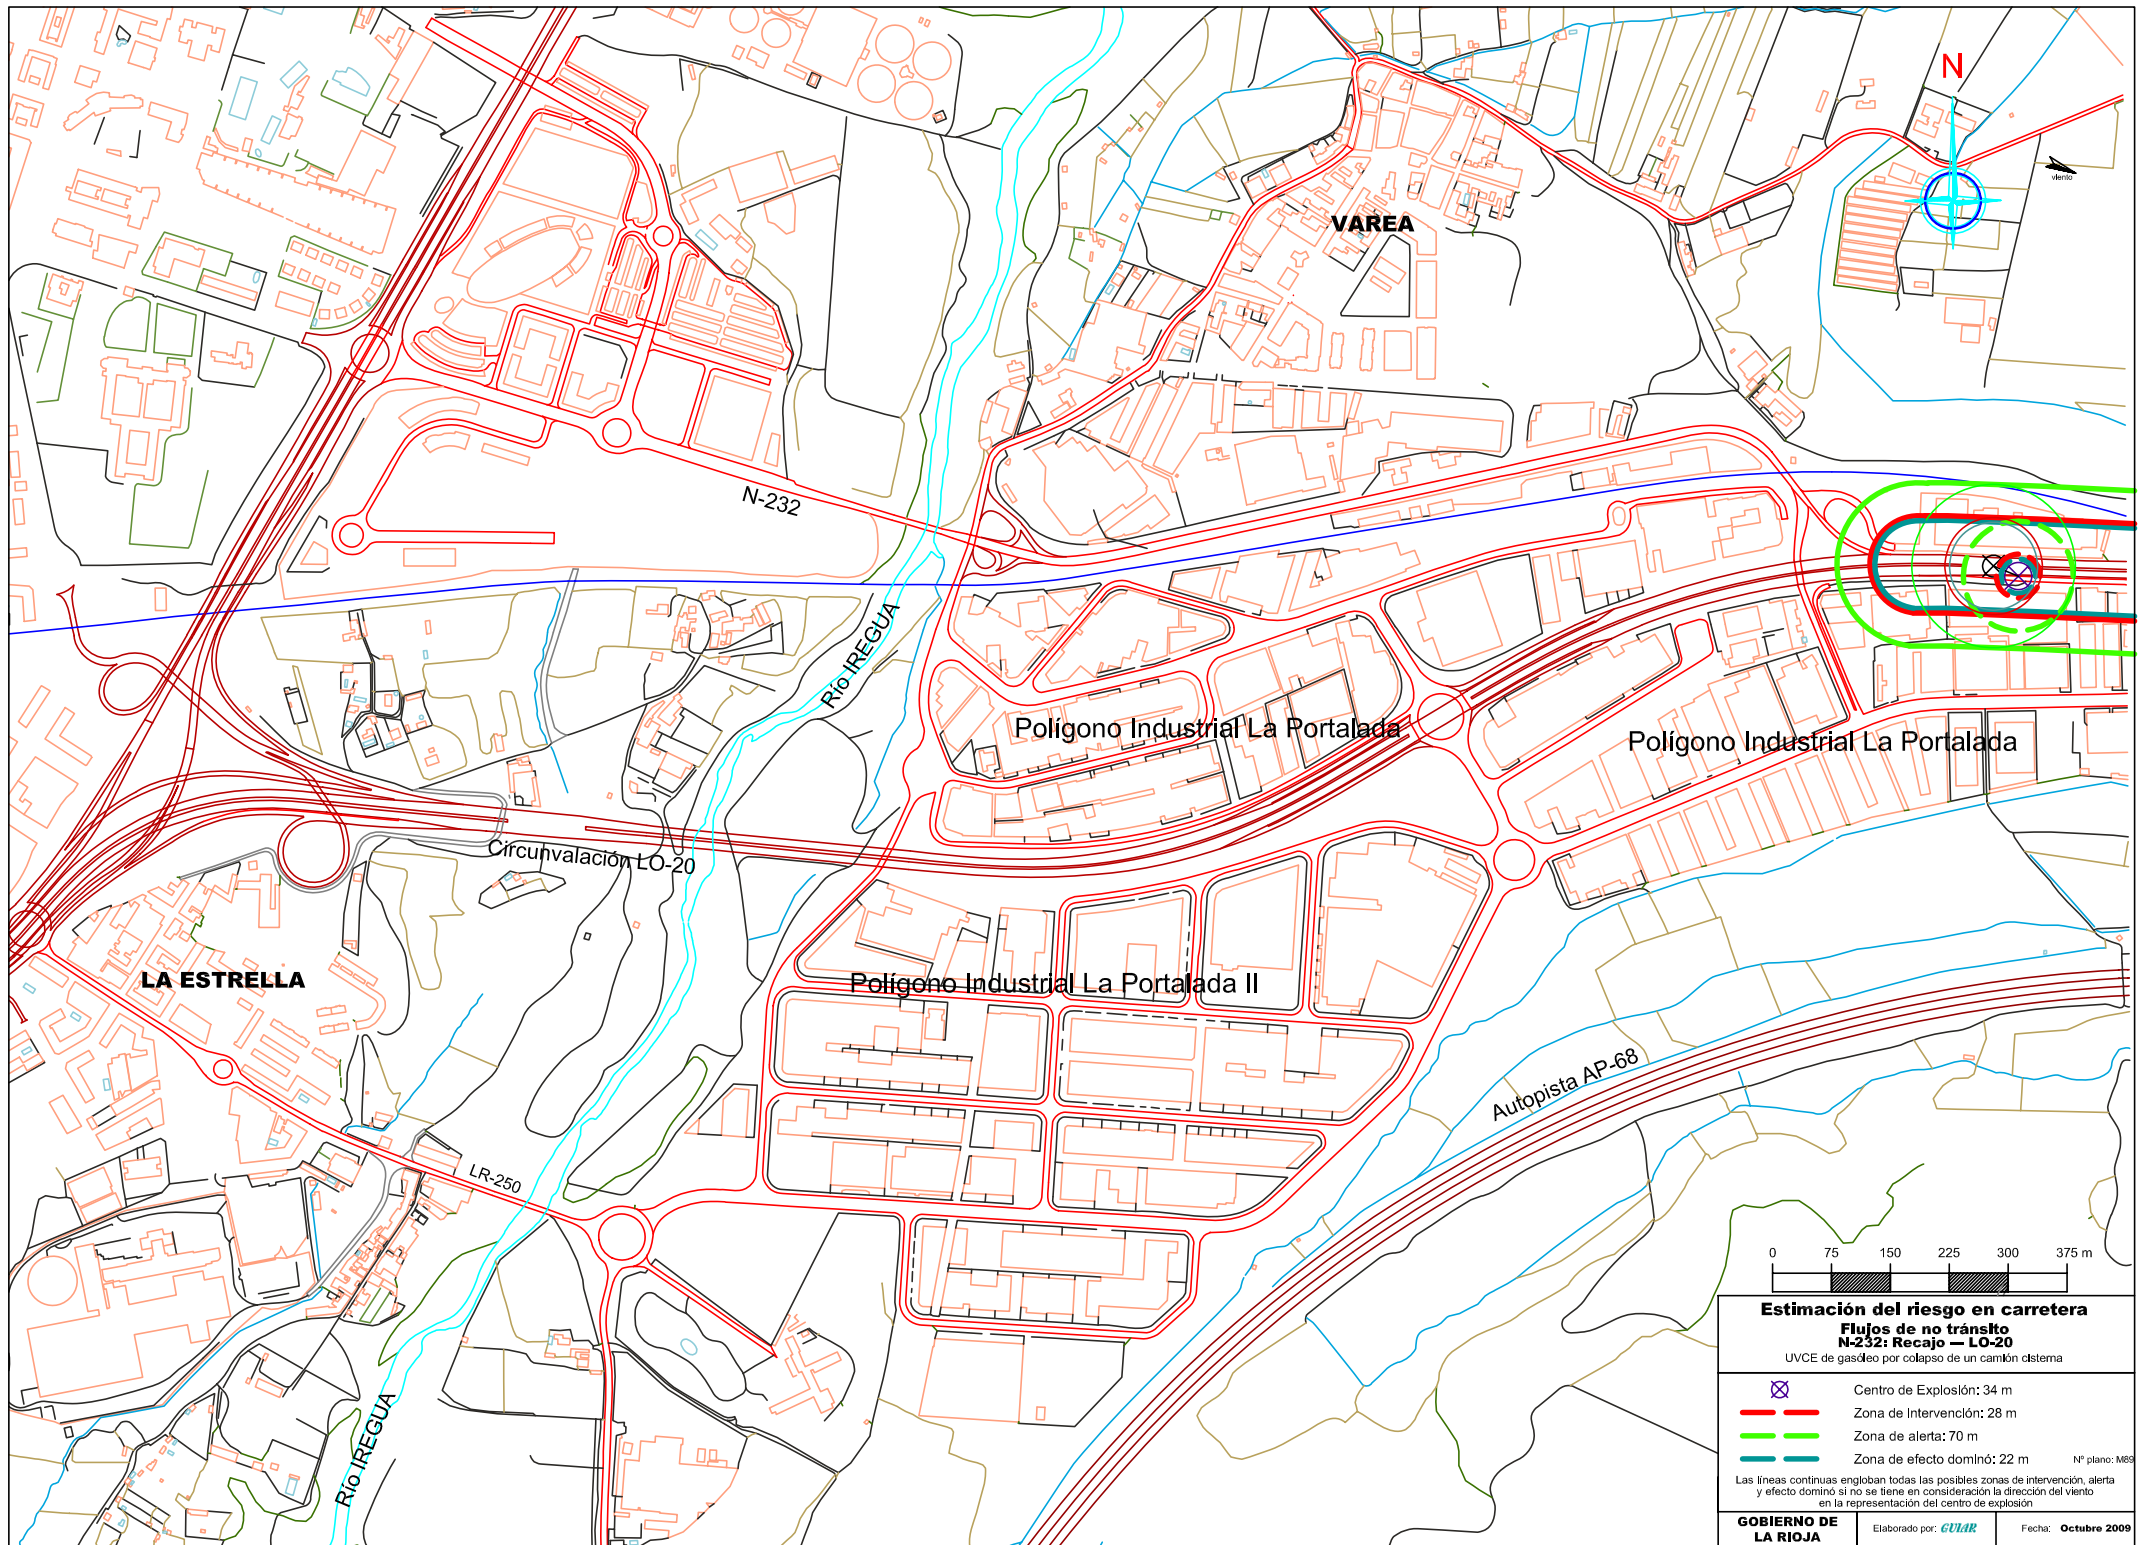 N
viento
VAREA
N-232
Río IREGUA
Polígono Industrial La Portalada
Polígono Industrial La Portalada
Circunvalación LO-20
LA ESTRELLA
Polígono Industrial La Portalada II
Autopista AP-68
LR-250
Río IREGUA
0 75 150 225 300 375 m
Estimación del riesgo en carretera
Flujos de no tránsito
N-232: Recajo — LO-20
UVCE de gasóleo por colapso de un camión cisterna
Centro de Explosión: 34 m
Zona de Intervención: 28 m
Zona de alerta: 70 m
Zona de efecto dominó: 22 m
Nº plano: M89
Las líneas continuas engloban todas las posibles zonas de intervención, alerta
y efecto dominó si no se tiene en consideración la dirección del viento
en la representación del centro de explosión
GOBIERNO DE
LA RIOJA
Elaborado por: GUIAR
Fecha: Octubre 2009